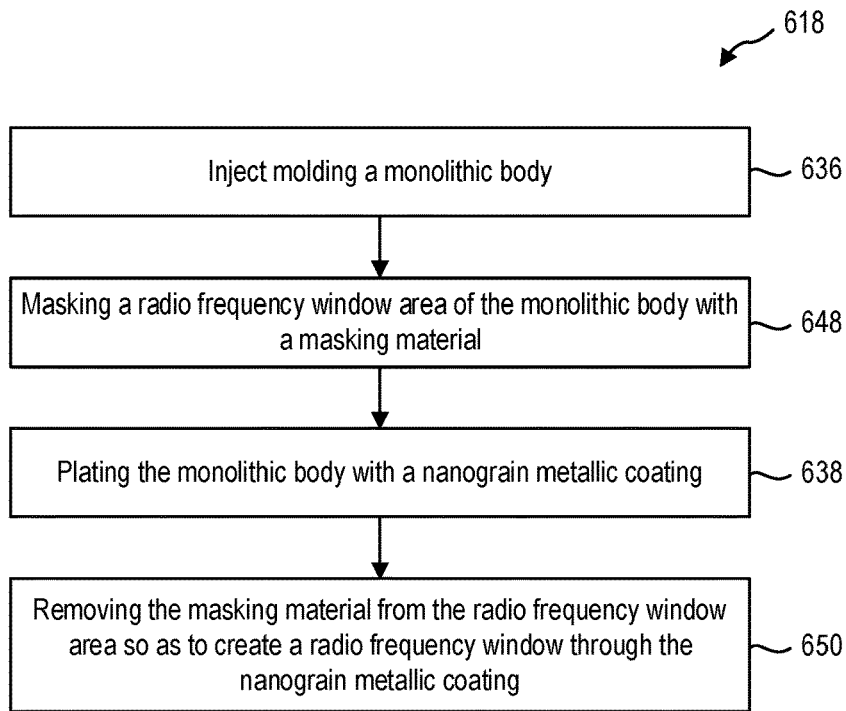 618
Inject molding a monolithic body
636
Masking a radio frequency window area of the monolithic body with
a masking material
648
Plating the monolithic body with a nanograin metallic coating
638
Removing the masking material from the radio frequency window
area so as to create a radio frequency window through the
nanograin metallic coating
650